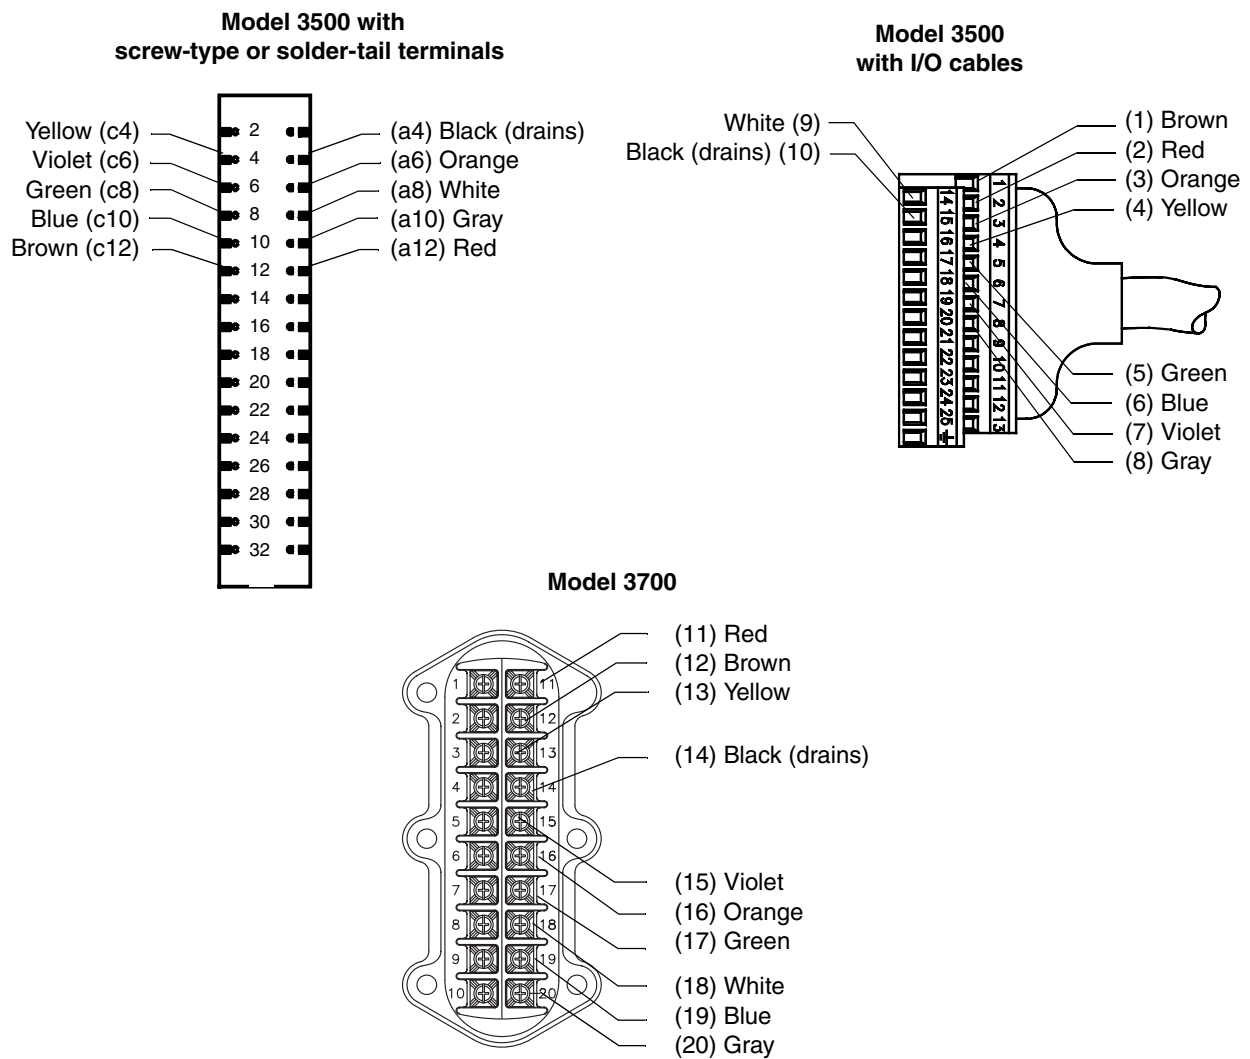 Model 3500 with
screw-type or solder-tail terminals
Yellow (c4)
Violet (c6)
Green (c8)
Blue (c10)
Brown (c12)
2
4
6
8
10
12
14
16
18
20
22
24
26
28
30
32
(a4) Black (drains)
(a6) Orange
(a8) White
(a10) Gray
(a12) Red
Model 3500
with I/O cables
White (9)
Black (drains) (10)
14 15 16 17 18 19 20 21 22 23 24 25
1 2 3 4 5 6 7 8 9 10 11 12 13
(1) Brown
(2) Red
(3) Orange
(4) Yellow
(5) Green
(6) Blue
(7) Violet
(8) Gray
Model 3700
1
2
3
4
5
6
7
8
9
10
11
12
13
14
15
16
17
18
19
20
(11) Red
(12) Brown
(13) Yellow
(14) Black (drains)
(15) Violet
(16) Orange
(17) Green
(18) White
(19) Blue
(20) Gray